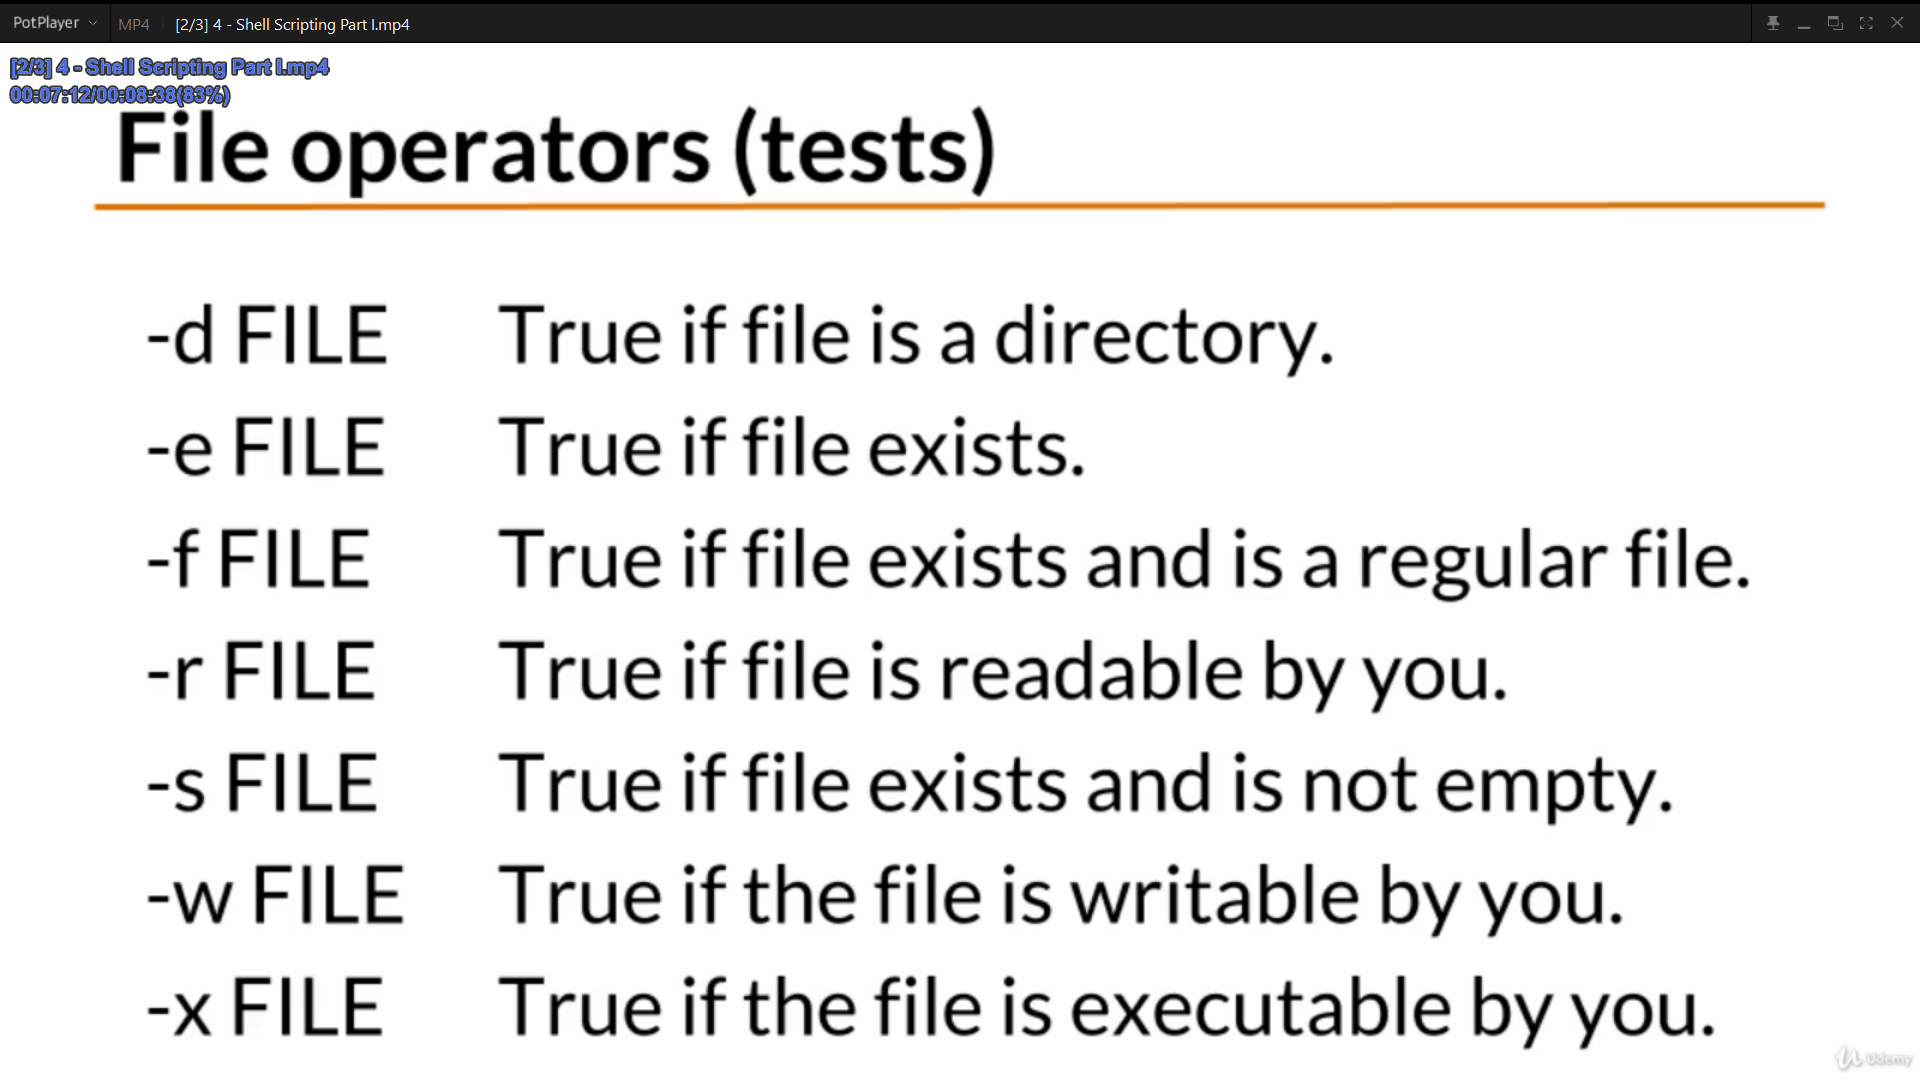 PotPlayer MP4 [2/3] 4 - Shell Scripting Part I.mp4
[2/3] 4 - Shell Scripting Part I.mp4
00:07:12/00:08:38(83%)
File operators (tests)
-d FILE True if file is a directory.
-e FILE True if file exists.
-f FILE True if file exists and is a regular file.
-r FILE True if file is readable by you.
-s FILE True if file exists and is not empty.
-w FILE True if the file is writable by you.
-x FILE True if the file is executable by you.
Udemy